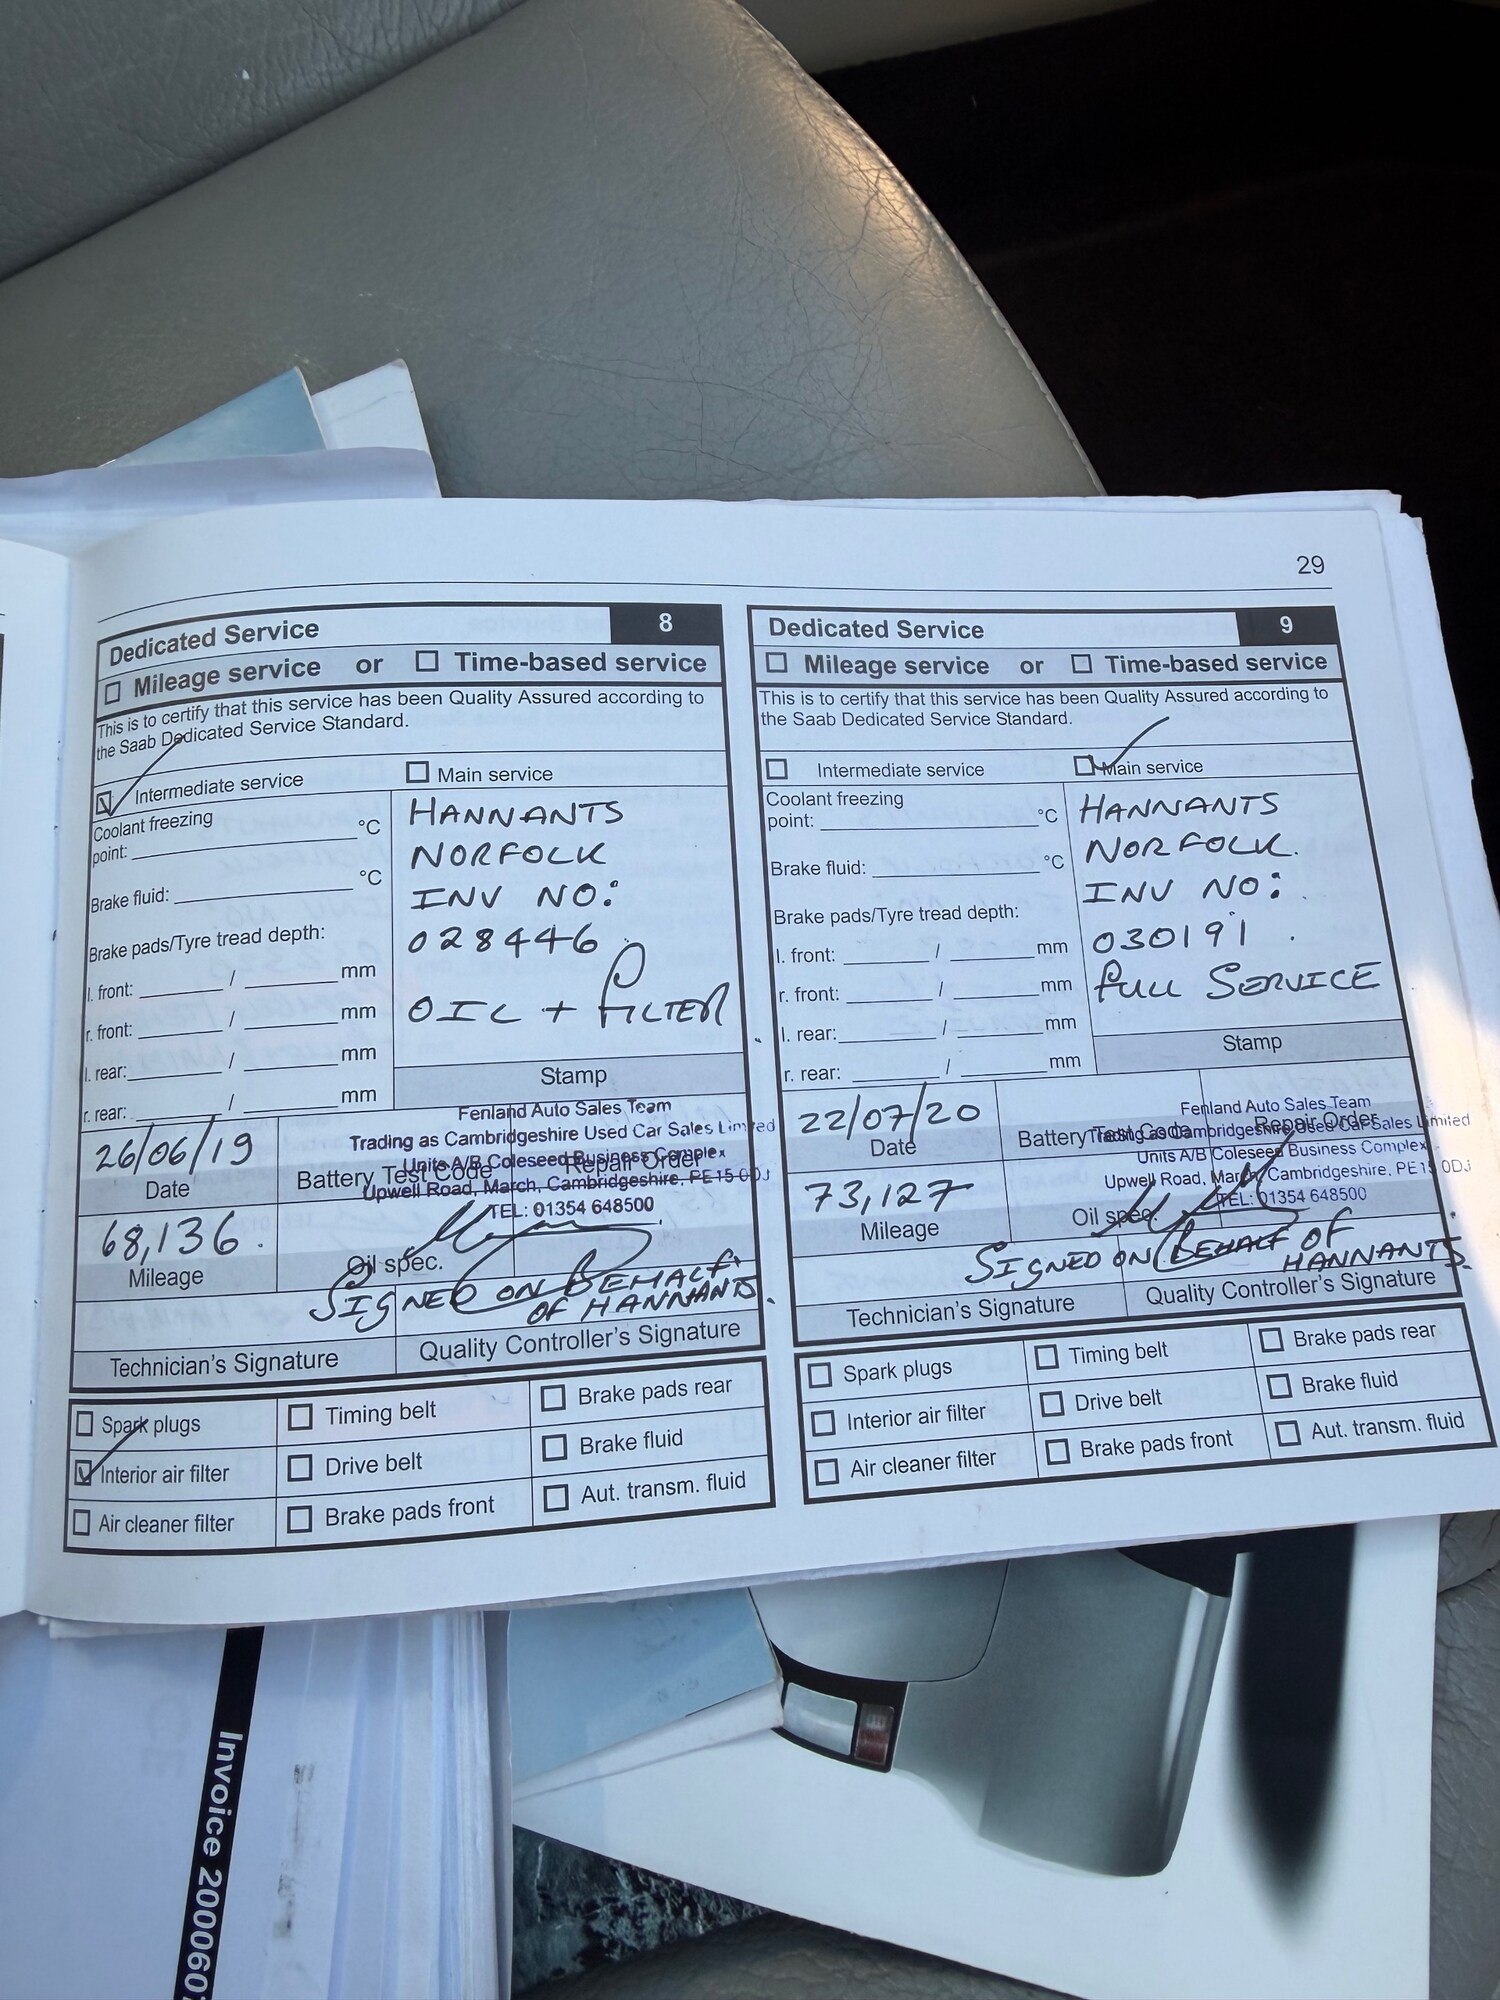 29
Dedicated Service 8
Mileage service or Time-based service
This is to certify that this service has been Quality Assured according to
the Saab Dedicated Service Standard.
Intermediate service Main service
Coolant freezing
point: °C
Brake fluid: °C
Brake pads/Tyre tread depth:
l. front: / mm
r. front: / mm
l. rear: / mm
r. rear: / mm
HANNANTS
NORFOLK
INV NO:
028446
OIL + FILTER
Stamp
Fenland Auto Sales Team
Trading as Cambridgeshire Used Car Sales Limited
Units A/B Coleseed Business Complex
Upwell Road, March, Cambridgeshire. PE15 0DJ
TEL: 01354 648500
26/06/19
Date
Battery Test Code Repair Order
68,136.
Mileage
Oil spec.
SIGNED ON BEHALF
OF HANNANTS.
Technician's Signature Quality Controller's Signature
Spark plugs Timing belt Brake pads rear
Interior air filter Drive belt Brake fluid
Air cleaner filter Brake pads front Aut. transm. fluid
Dedicated Service 9
Mileage service or Time-based service
This is to certify that this service has been Quality Assured according to
the Saab Dedicated Service Standard.
Intermediate service Main service
Coolant freezing
point: °C
Brake fluid: °C
Brake pads/Tyre tread depth:
l. front: / mm
r. front: / mm
l. rear: / mm
r. rear: / mm
HANNANTS
NORFOLK.
INV NO:
030191.
FULL SERVICE
Stamp
Fenland Auto Sales Team
Trading as Cambridgeshire Used Car Sales Limited
Units A/B Coleseed Business Complex
Upwell Road, March, Cambridgeshire. PE15 0DJ
TEL: 01354 648500
22/07/20
Date
Battery Test Code Repair Order
73,127
Mileage
Oil spec.
SIGNED ON BEHALF OF
HANNANTS.
Technician's Signature Quality Controller's Signature
Spark plugs Timing belt Brake pads rear
Interior air filter Drive belt Brake fluid
Air cleaner filter Brake pads front Aut. transm. fluid
Invoice 200060